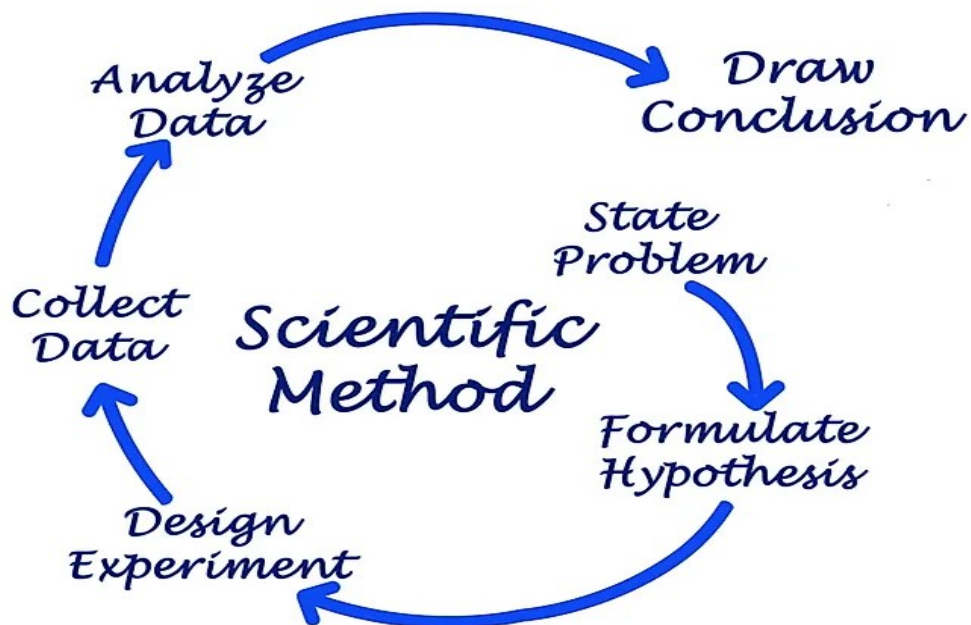 Scientific
Method
State
Problem
Formulate
Hypothesis
Design
Experiment
Collect
Data
Analyze
Data
Draw
Conclusion